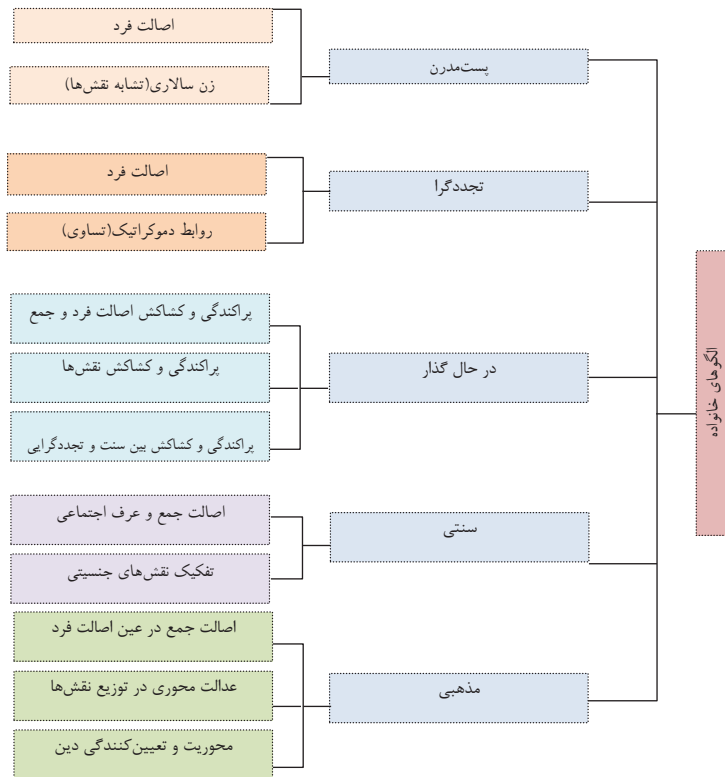 الگوهای خانواده
پست‌مدرن
اصالت فرد
زن سالاری(تشابه نقش‌ها)
تجددگرا
اصالت فرد
روابط دموکراتیک(تساوی)
در حال گذار
پراکندگی و کشاکش اصالت فرد و جمع
پراکندگی و کشاکش نقش‌ها
پراکندگی و کشاکش بین سنت و تجددگرایی
سنتی
اصالت جمع و عرف اجتماعی
تفکیک نقش‌های جنسیتی
مذهبی
اصالت جمع در عین اصالت فرد
عدالت محوری در توزیع نقش‌ها
محوریت و تعیین‌کنندگی دین